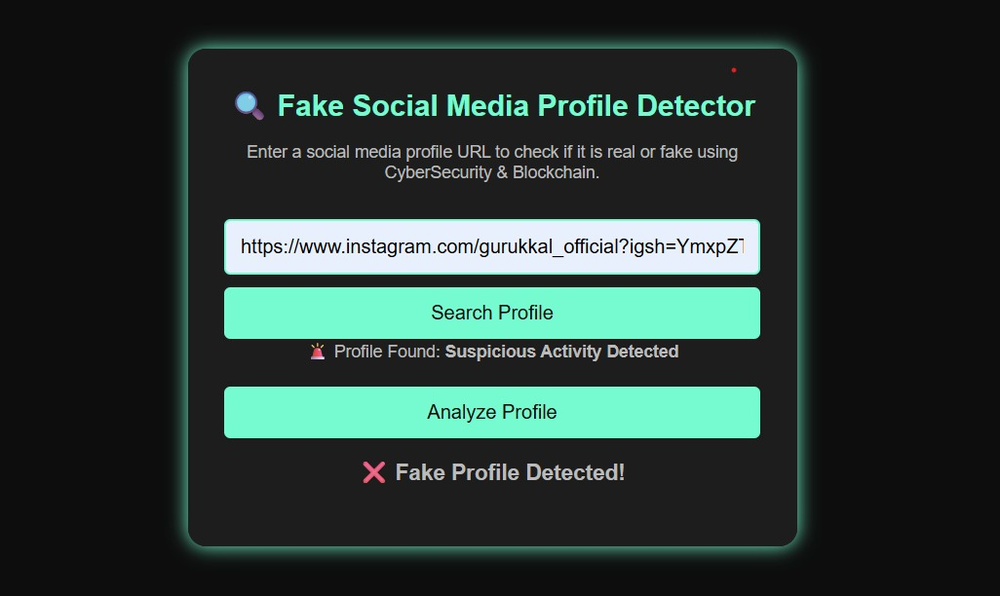 Fake Social Media Profile Detector
Enter a social media profile URL to check if it is real or fake using
CyberSecurity & Blockchain.
https://www.instagram.com/gurukkal_official?igsh=YmxpZT
Search Profile
Profile Found: Suspicious Activity Detected
Analyze Profile
Fake Profile Detected!